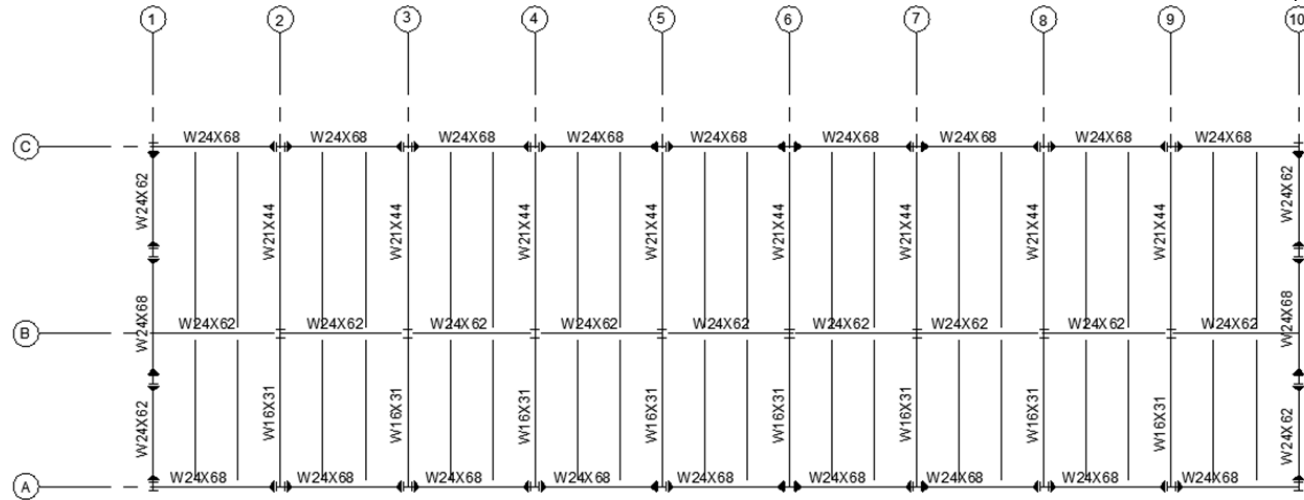 1 2 3 4 5 6 7 8 9 10
C W24X68 W24X68 W24X68 W24X68 W24X68 W24X68 W24X68 W24X68 W24X68
W24X62 W21X44 W21X44 W21X44 W21X44 W21X44 W21X44 W21X44 W21X44 W24X62
B W24X68 W24X62 W24X62 W24X62 W24X62 W24X62 W24X62 W24X62 W24X62 W24X62 W24X68
W24X62 W16X31 W16X31 W16X31 W16X31 W16X31 W16X31 W16X31 W16X31 W24X62
A W24X68 W24X68 W24X68 W24X68 W24X68 W24X68 W24X68 W24X68 W24X68